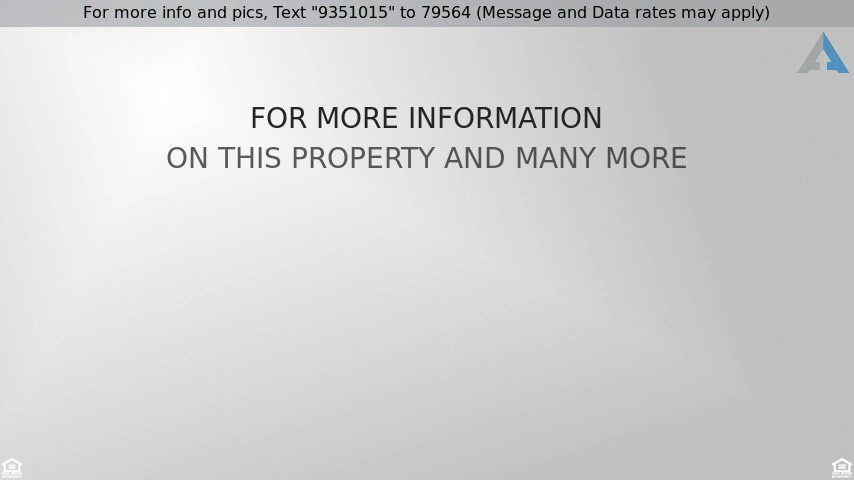 For more info and pics, Text "9351015" to 79564 (Message and Data rates may apply)
FOR MORE INFORMATION
ON THIS PROPERTY AND MANY MORE